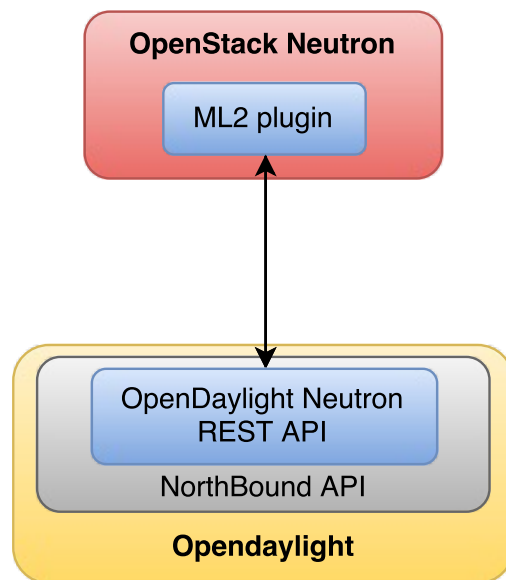 OpenStack Neutron
ML2 plugin
OpenDaylight Neutron
REST API
NorthBound API
Opendaylight